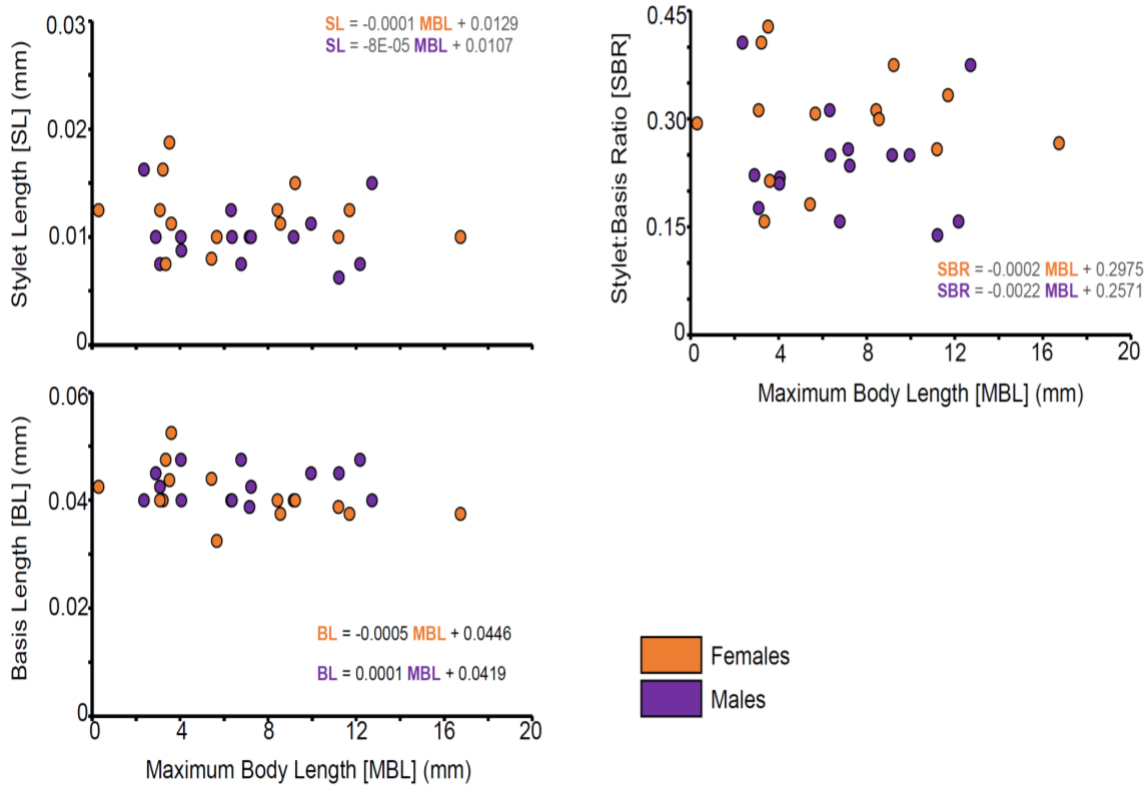 SL = -0.0001 MBL + 0.0129
SL = -8E-05 MBL + 0.0107
Stylet Length [SL] (mm)
0.03
0.02
0.01
0
0.45
0.30
0.15
0
Stylet:Basis Ratio [SBR]
SBR = -0.0002 MBL + 0.2975
SBR = -0.0022 MBL + 0.2571
0 4 8 12 16 20
Maximum Body Length [MBL] (mm)
Basis Length [BL] (mm)
0.06
0.04
0.02
0
BL = -0.0005 MBL + 0.0446
BL = 0.0001 MBL + 0.0419
0 4 8 12 16 20
Maximum Body Length [MBL] (mm)
Females
Males